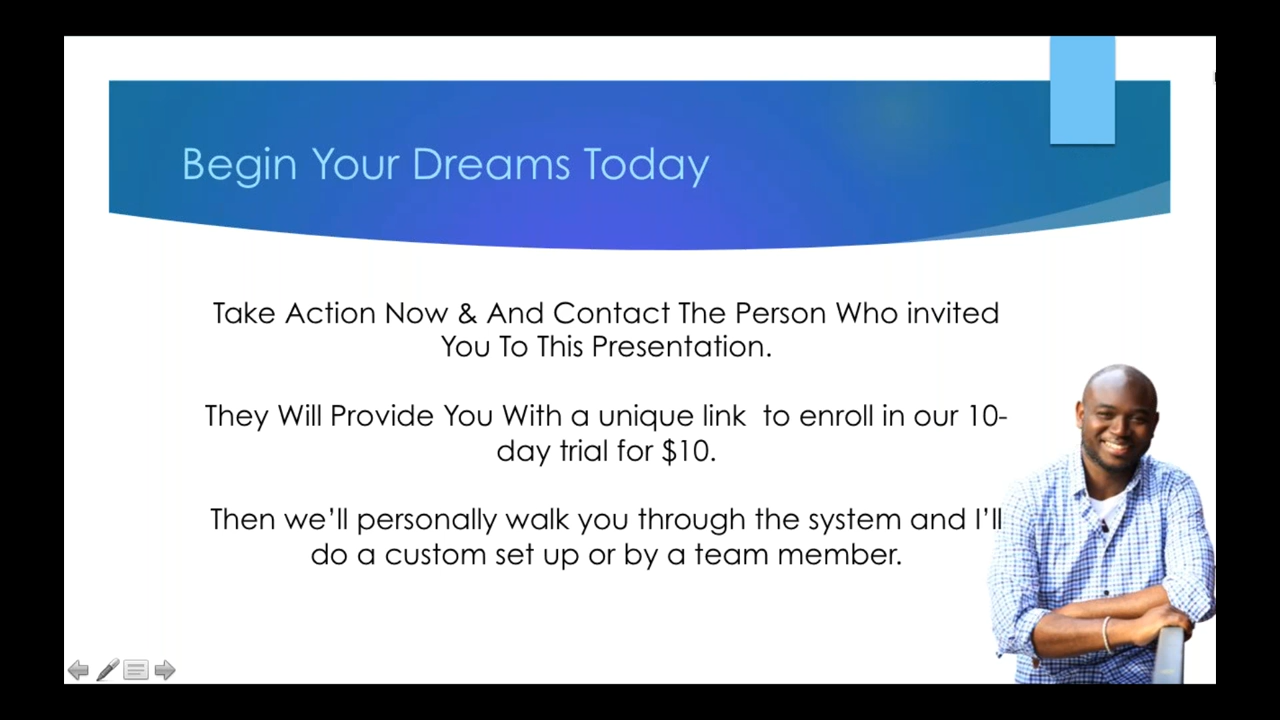 Begin Your Dreams Today
Take Action Now & And Contact The Person Who invited
You To This Presentation.
They Will Provide You With a unique link  to enroll in our 10-
day trial for $10.
Then we’ll personally walk you through the system and I’ll
do a custom set up or by a team member.